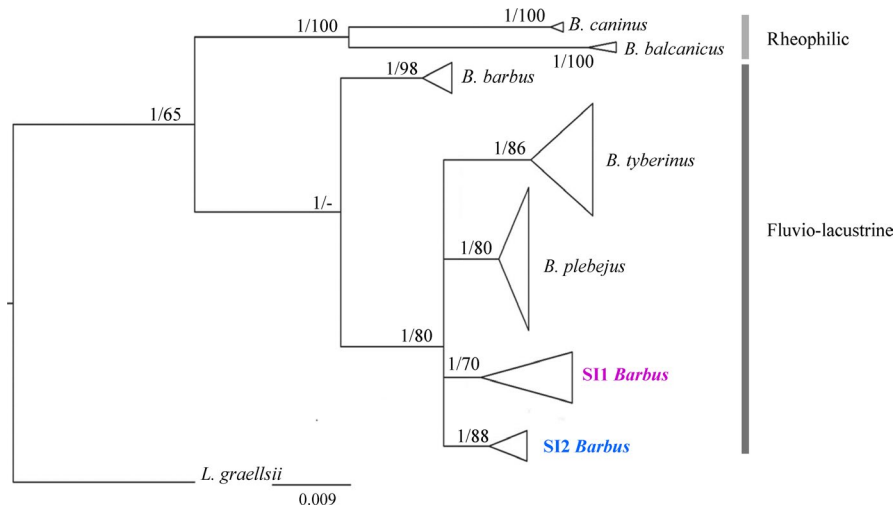 1/100
B. caninus
1/100
B. balcanicus
1/100
Rheophilic
1/98
B. barbus
1/65
1/86
B. tyberinus
1/-
Fluvio-lacustrine
1/80
B. plebejus
1/80
1/70
SI1 Barbus
1/88
SI2 Barbus
L. graellsii
0.009